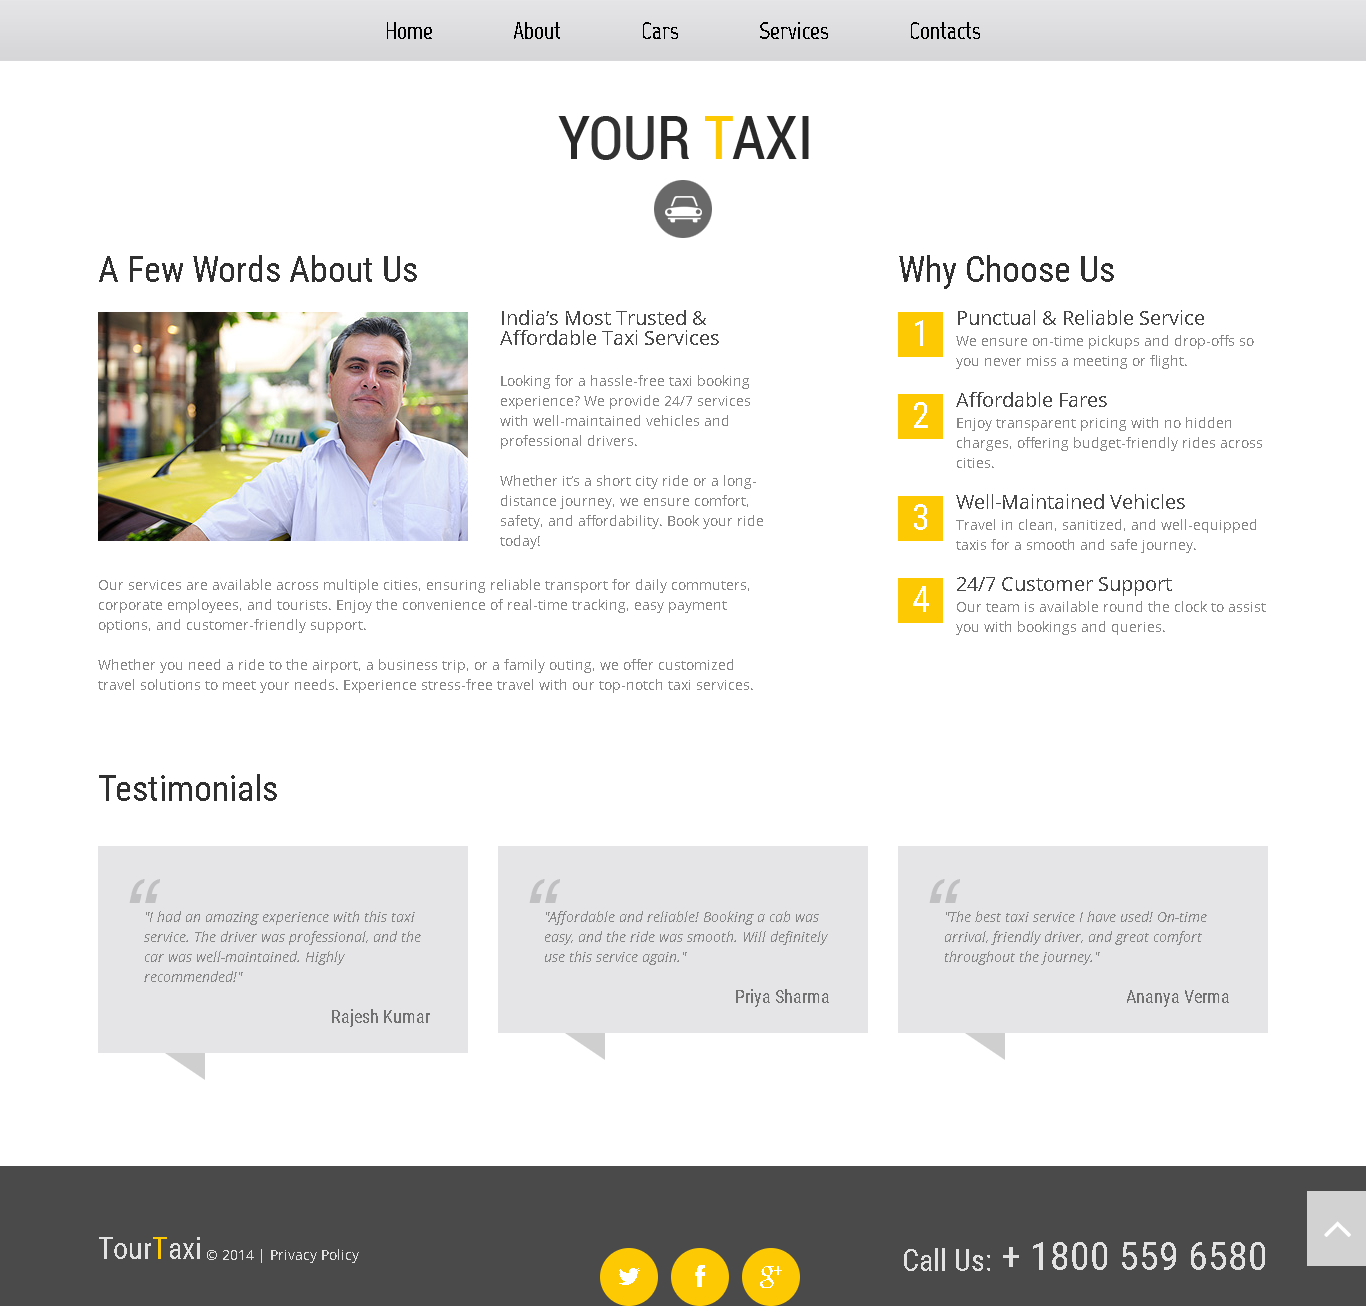 Home
About
Cars
Services
Contacts
YOUR TAXI
A Few Words About Us
TAXI
India’s Most Trusted &
Affordable Taxi Services
Looking for a hassle-free taxi booking
experience? We provide 24/7 services
with well-maintained vehicles and
professional drivers.
Whether it’s a short city ride or a long-
distance journey, we ensure comfort,
safety, and affordability. Book your ride
today!
Our services are available across multiple cities, ensuring reliable transport for daily commuters,
corporate employees, and tourists. Enjoy the convenience of real-time tracking, easy payment
options, and customer-friendly support.
Whether you need a ride to the airport, a business trip, or a family outing, we offer customized
travel solutions to meet your needs. Experience stress-free travel with our top-notch taxi services.
Why Choose Us
1
Punctual & Reliable Service
We ensure on-time pickups and drop-offs so
you never miss a meeting or flight.
2
Affordable Fares
Enjoy transparent pricing with no hidden
charges, offering budget-friendly rides across
cities.
3
Well-Maintained Vehicles
Travel in clean, sanitized, and well-equipped
taxis for a smooth and safe journey.
4
24/7 Customer Support
Our team is available round the clock to assist
you with bookings and queries.
Testimonials
"I had an amazing experience with this taxi
service. The driver was professional, and the
car was well-maintained. Highly
recommended!"
Rajesh Kumar
"Affordable and reliable! Booking a cab was
easy, and the ride was smooth. Will definitely
use this service again."
Priya Sharma
"The best taxi service I have used! On-time
arrival, friendly driver, and great comfort
throughout the journey."
Ananya Verma
TourTaxi © 2014 | Privacy Policy
Call Us: + 1800 559 6580